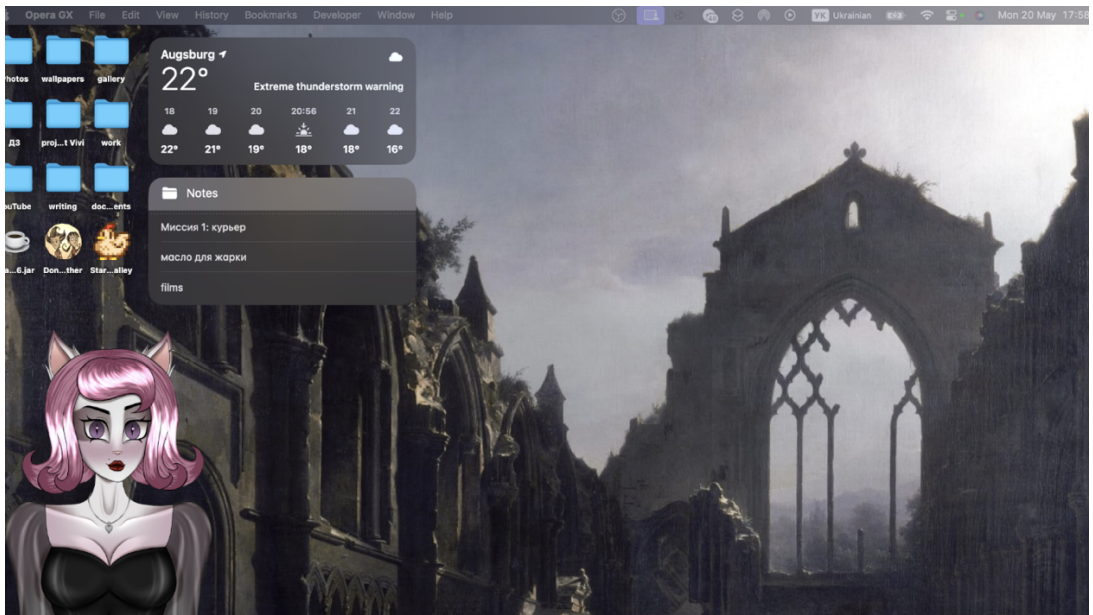 Opera GX File Edit View History Bookmarks Developer Window Help VK Ukrainian Mon 20 May 17:58
hotos wallpapers gallery
ДЗ proj...t Vivi work
ouTube writing doc...ents
a...6.jar Don...ther Star...alley
Augsburg
22°
Extreme thunderstorm warning
18 19 20 20:56 21 22
22° 21° 19° 18° 18° 16°
Notes
Миссия 1: курьер
масло для жарки
films